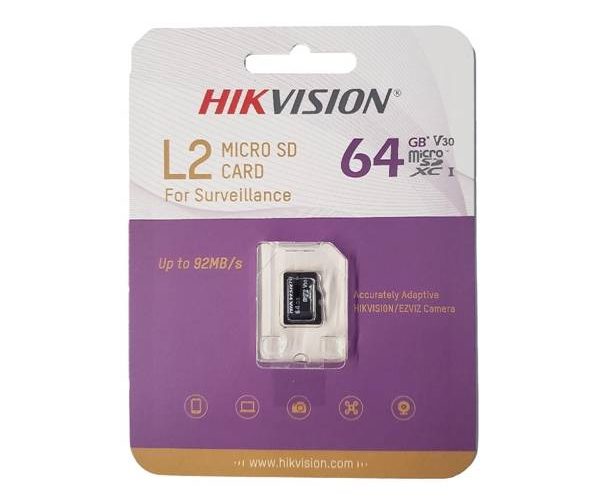 HIKVISION®
L2 MICRO SD CARD
For Surveillance
64 GB* V30
micro SD XC I
Up to 92MB/s
Accurately Adaptive
HIKVISION/EZVIZ Camera
www.hikvision.com